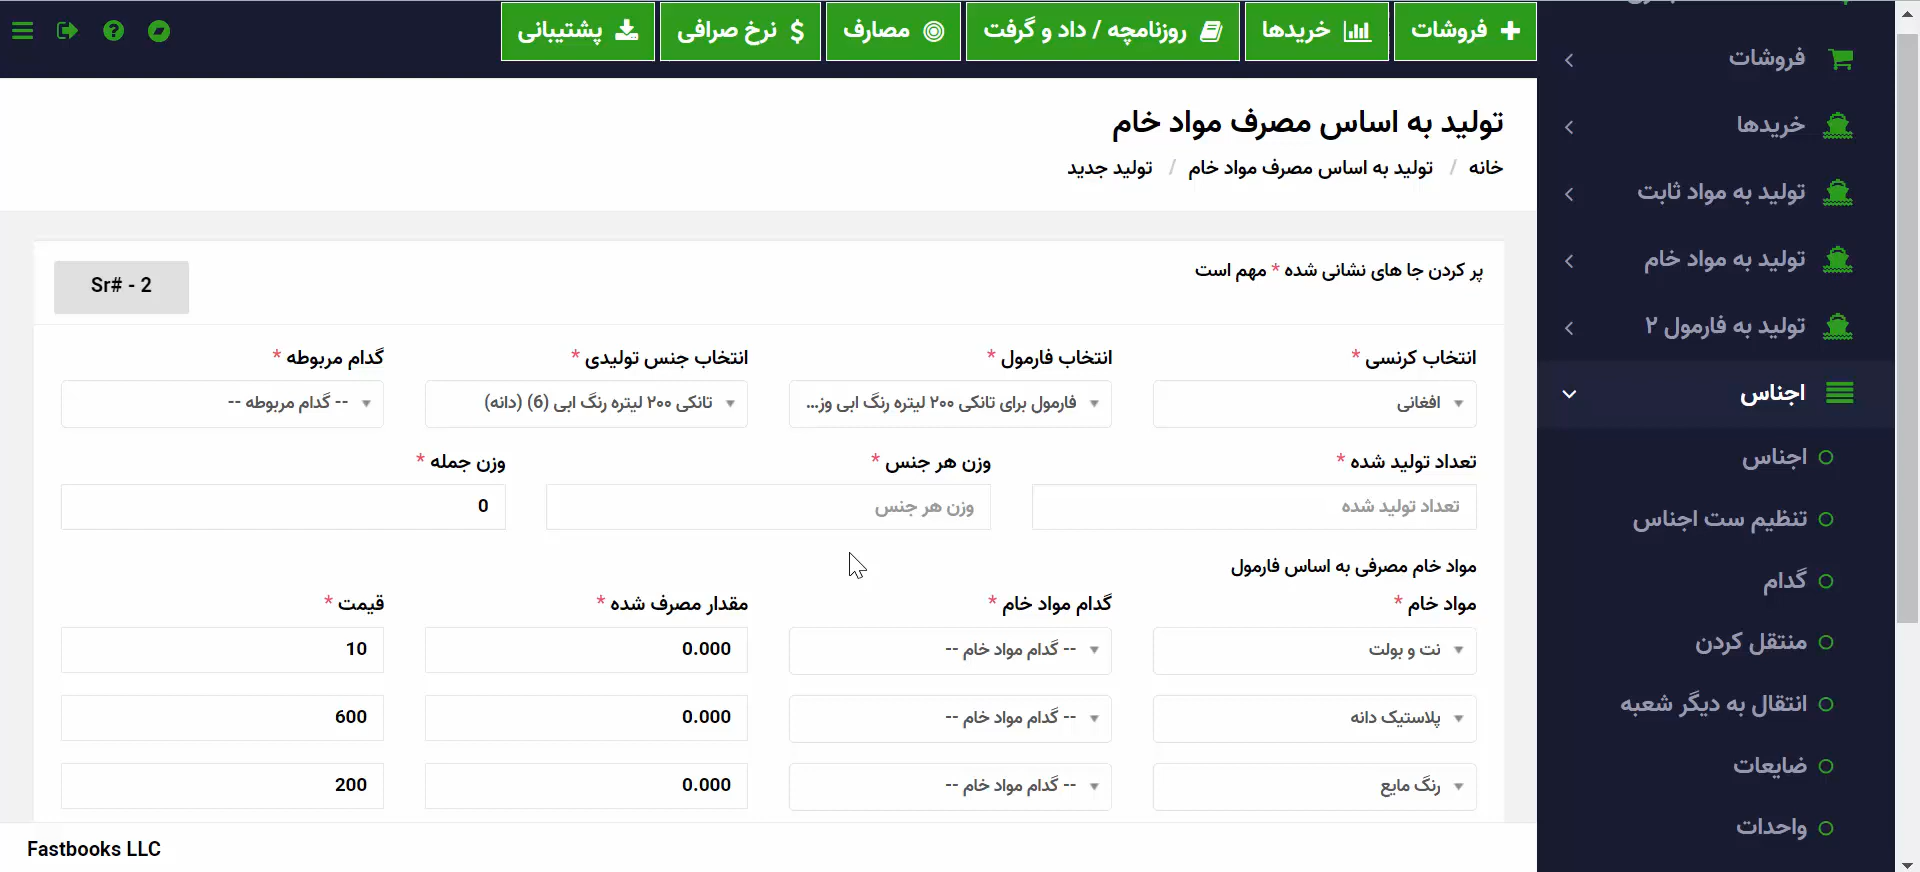 فروشات
خریدها
روزنامچه / داد و گرفت
مصارف
نرخ صرافی
پشتیبانی
فروشات
خریدها
تولید به مواد ثابت
تولید به مواد خام
تولید به فارمول ۲
اجناس
اجناس
تنظیم ست اجناس
گدام
منتقل کردن
انتقال به دیگر شعبه
ضایعات
واحدات
تولید به اساس مصرف مواد خام
خانه / تولید به اساس مصرف مواد خام / تولید جدید
پر کردن جا های نشانی شده * مهم است
Sr# - 2
انتخاب کرنسی * انتخاب فارمول * انتخاب جنس تولیدی * گدام مربوطه *
افغانی فارمول برای تانکی ۲۰۰ لیتره رنگ ابی وز... تانکی ۲۰۰ لیتره رنگ ابی (6) (دانه) -- گدام مربوطه --
تعداد تولید شده * وزن هر جنس * وزن جمله *
تعداد تولید شده وزن هر جنس 0
مواد خام مصرفی به اساس فارمول
مواد خام * گدام مواد خام * مقدار مصرف شده * قیمت *
نت و بولت -- گدام مواد خام -- 0.000 10
پلاستیک دانه -- گدام مواد خام -- 0.000 600
رنگ مایع -- گدام مواد خام -- 0.000 200
Fastbooks LLC